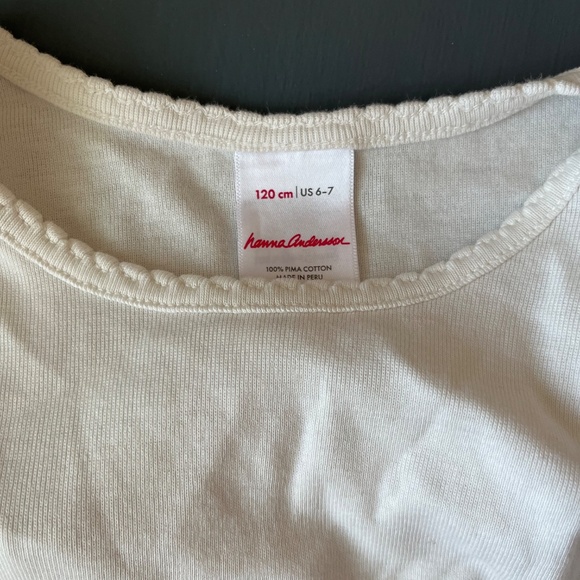 120 cm | US 6-7
hanna andersson
100% PIMA COTTON
MADE IN PERU